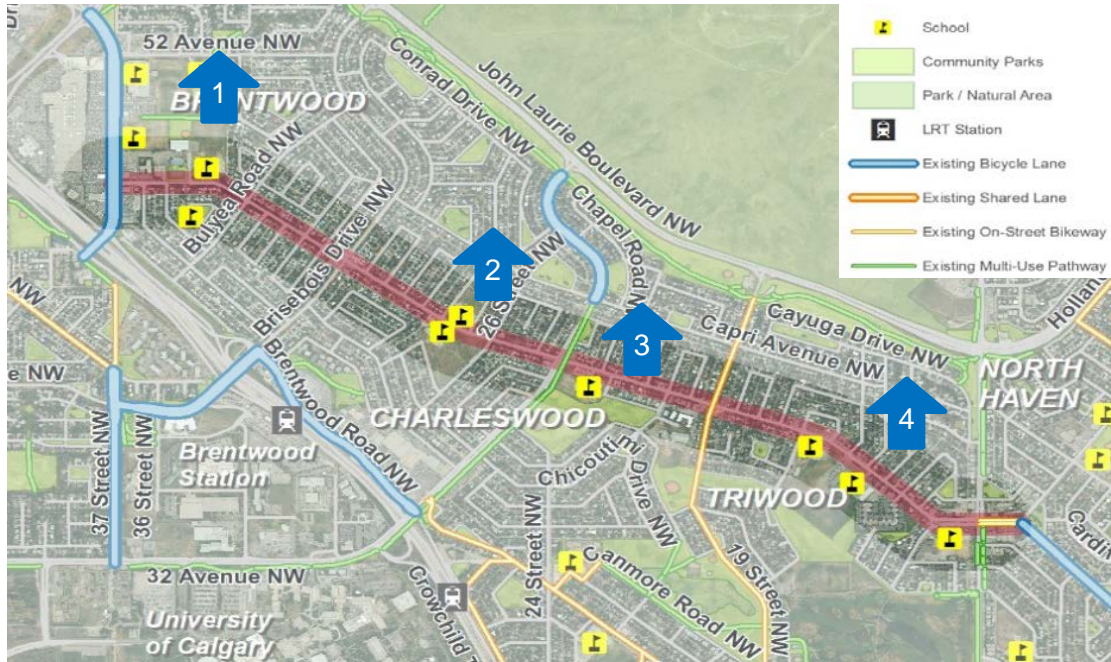 52 Avenue NW
BRENTWOOD
1
Conrad Drive NW
John Laurie Boulevard NW
School
Community Parks
Park / Natural Area
LRT Station
Existing Bicycle Lane
Existing Shared Lane
Existing On-Street Bikeway
Existing Multi-Use Pathway
Bulyea Road NW
Brisebois Drive NW
2
26 Street NW
Chapel Road NW
3
Capri Avenue NW
Cayuga Drive NW
4
NORTH
HAVEN
NW
e NW
CHARLESWOOD
Brentwood Road NW
Brentwood
Station
37 Street NW
36 Street NW
Chicoutimi Drive NW
TRIWOOD
19 Street NW
24 Street NW
Canmore Road NW
32 Avenue NW
University
of Calgary
Crowchild T
Holland
Cardin